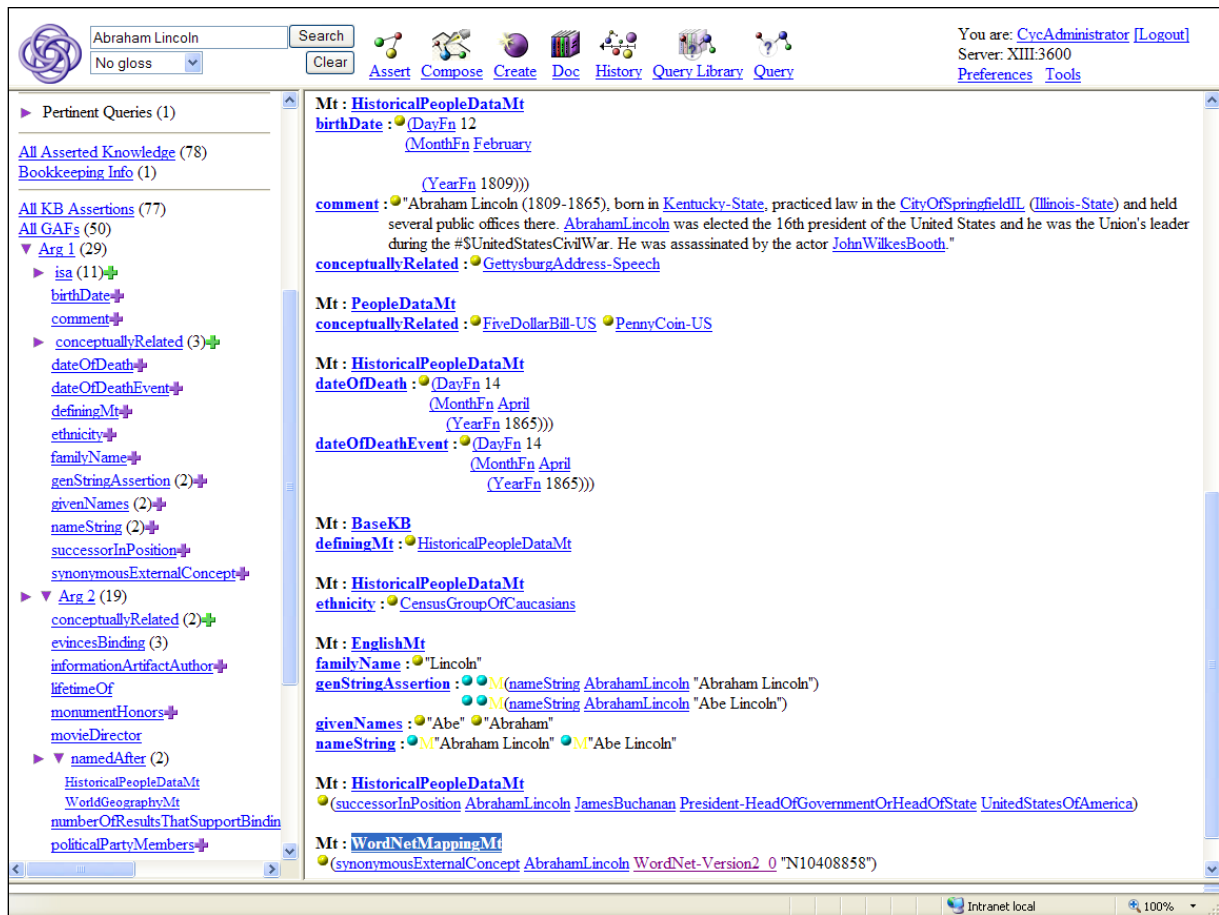 Abraham Lincoln
Search
No gloss
Clear
Assert Compose Create Doc History Query Library Query
You are: CycAdministrator [Logout]
Server: XIII:3600
Preferences Tools
Pertinent Queries (1)
All Asserted Knowledge (78)
Bookkeeping Info (1)
All KB Assertions (77)
All GAFs (50)
Arg 1 (29)
isa (11)
birthDate
comment
conceptuallyRelated (3)
dateOfDeath
dateOfDeathEvent
definingMt
ethnicity
familyName
genStringAssertion (2)
givenNames (2)
nameString (2)
successorInPosition
synonymousExternalConcept
Arg 2 (19)
conceptuallyRelated (2)
evincesBinding (3)
informationArtifactAuthor
lifetimeOf
monumentHonors
movieDirector
namedAfter (2)
HistoricalPeopleDataMt
WorldGeographyMt
numberOfResultsThatSupportBindin
politicalPartyMembers
Mt : HistoricalPeopleDataMt
birthDate : (DayFn 12
(MonthFn February
(YearFn 1809)))
comment : "Abraham Lincoln (1809-1865), born in Kentucky-State, practiced law in the CityOfSpringfieldIL (Illinois-State) and held
several public offices there. AbrahamLincoln was elected the 16th president of the United States and he was the Union's leader
during the #$UnitedStatesCivilWar. He was assassinated by the actor JohnWilkesBooth."
conceptuallyRelated : GettysburgAddress-Speech
Mt : PeopleDataMt
conceptuallyRelated : FiveDollarBill-US PennyCoin-US
Mt : HistoricalPeopleDataMt
dateOfDeath : (DayFn 14
(MonthFn April
(YearFn 1865)))
dateOfDeathEvent : (DayFn 14
(MonthFn April
(YearFn 1865)))
Mt : BaseKB
definingMt : HistoricalPeopleDataMt
Mt : HistoricalPeopleDataMt
ethnicity : CensusGroupOfCaucasians
Mt : EnglishMt
familyName : "Lincoln"
genStringAssertion : M(nameString AbrahamLincoln "Abraham Lincoln")
M(nameString AbrahamLincoln "Abe Lincoln")
givenNames : "Abe" "Abraham"
nameString : M"Abraham Lincoln" M"Abe Lincoln"
Mt : HistoricalPeopleDataMt
(successorInPosition AbrahamLincoln JamesBuchanan President-HeadOfGovernmentOrHeadOfState UnitedStatesOfAmerica)
Mt : WordNetMappingMt
(synonymousExternalConcept AbrahamLincoln WordNet-Version2_0 "N10408858")
Intranet local
100%